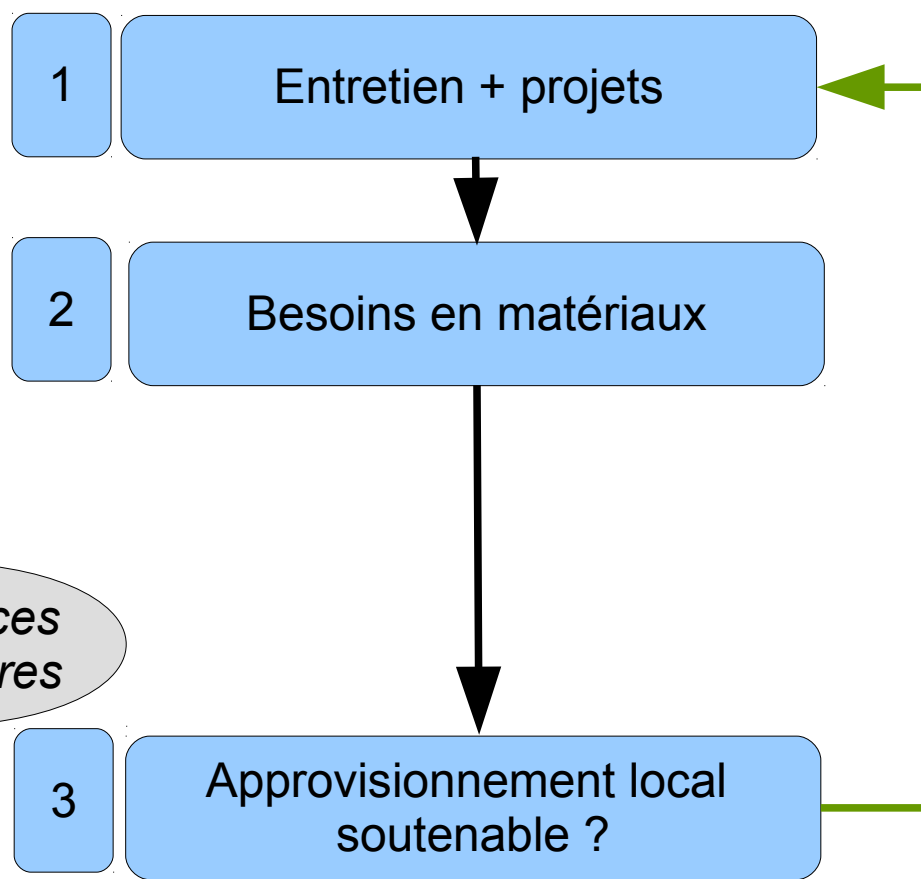 1
Entretien + projets
2
Besoins en matériaux
ces
res
3
Approvisionnement local
soutenable ?